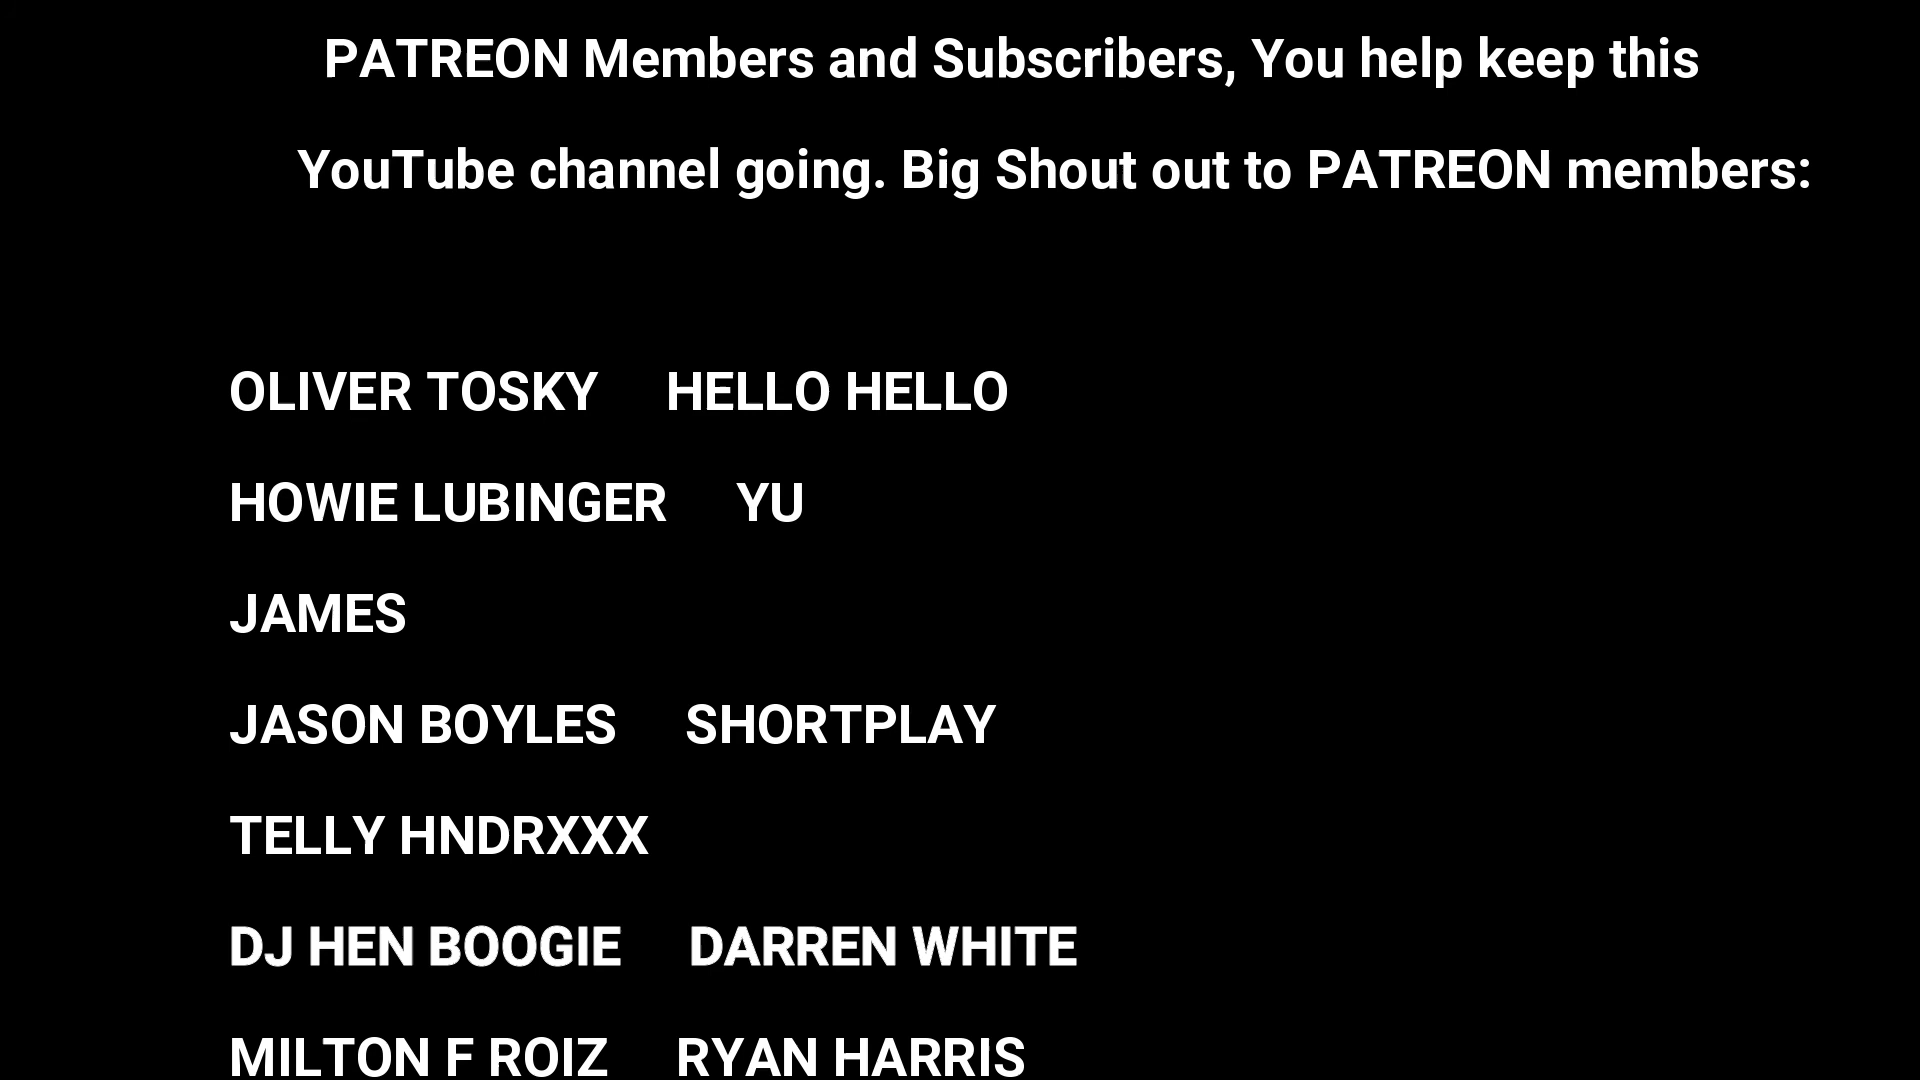 PATREON Members and Subscribers, You help keep this
YouTube channel going. Big Shout out to PATREON members:
OLIVER TOSKY HELLO HELLO
HOWIE LUBINGER YU
JAMES
JASON BOYLES SHORTPLAY
TELLY HNDRXXX
DJ HEN BOOGIE DARREN WHITE
MILTON F ROIZ RYAN HARRIS